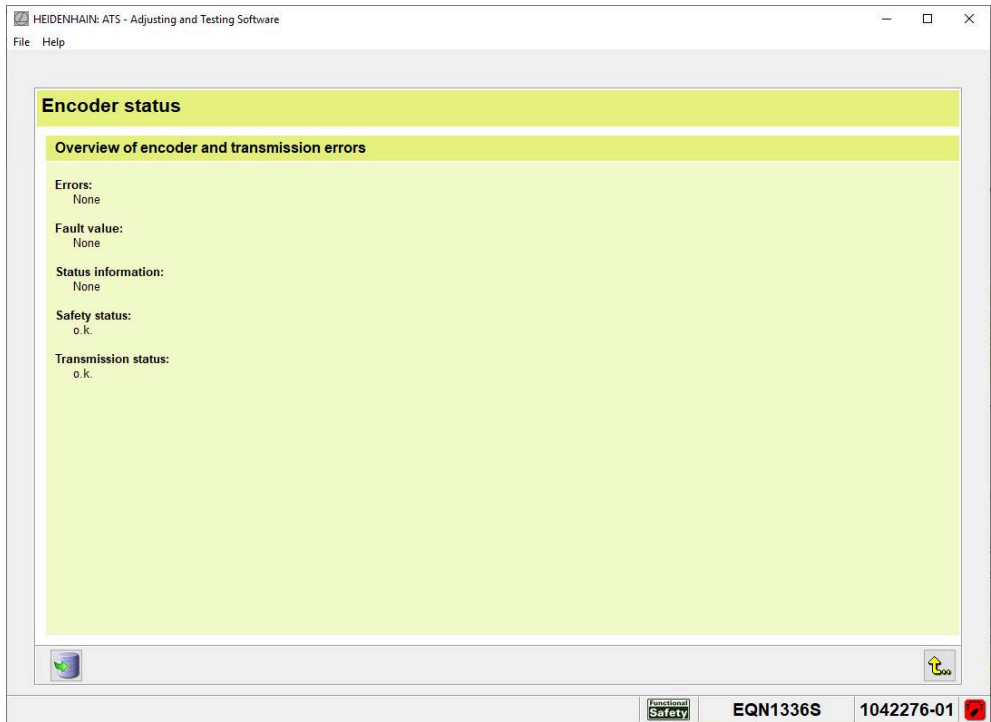 HEIDENHAIN: ATS - Adjusting and Testing Software
File Help
Encoder status
Overview of encoder and transmission errors
Errors:
None
Fault value:
None
Status information:
None
Safety status:
o.k.
Transmission status:
o.k.
Functional
Safety
EQN1336S
1042276-01